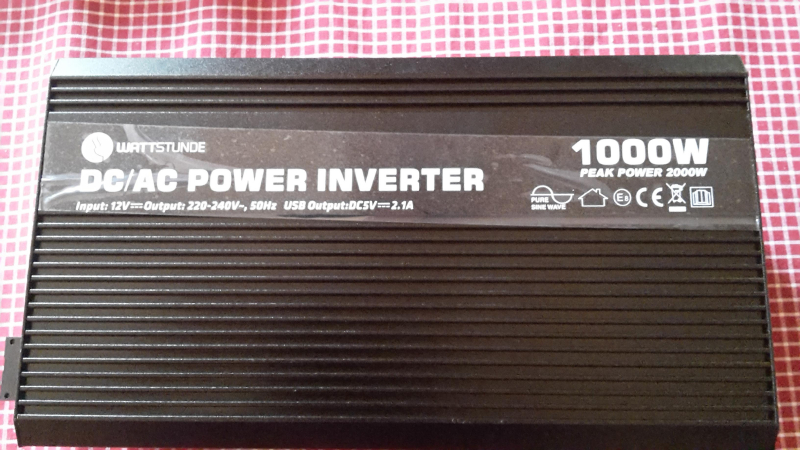 WATTSTUNDE
1000W
DC/AC POWER INVERTER
PEAK POWER 2000W
Input: 12V⎓Output: 220-240V~, 50Hz USB Output:DC5V⎓2.1A
PURE
SINE WAVE
E8
CE